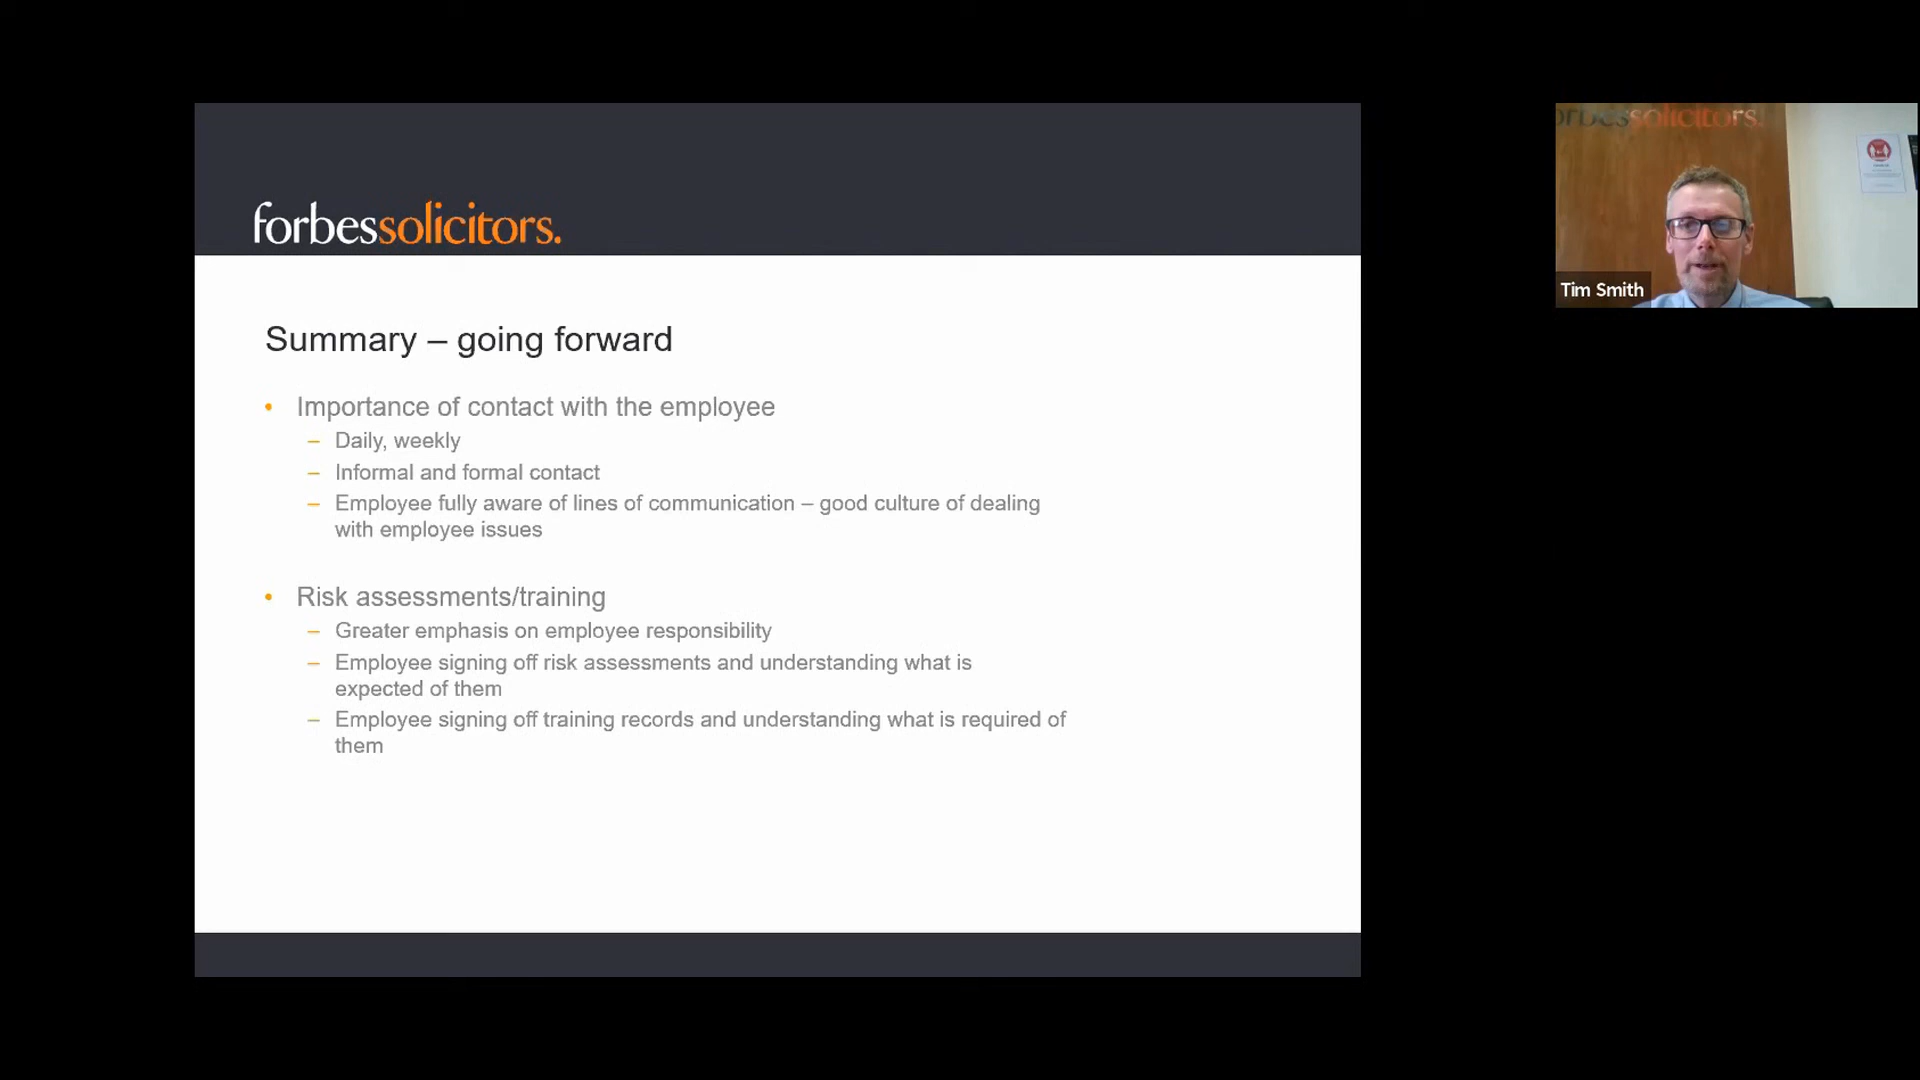 forbessolicitors.
Summary – going forward
• Importance of contact with the employee
– Daily, weekly
– Informal and formal contact
– Employee fully aware of lines of communication – good culture of dealing
with employee issues
• Risk assessments/training
– Greater emphasis on employee responsibility
– Employee signing off risk assessments and understanding what is
expected of them
– Employee signing off training records and understanding what is required of
them
orbessolicitors.
Tim Smith